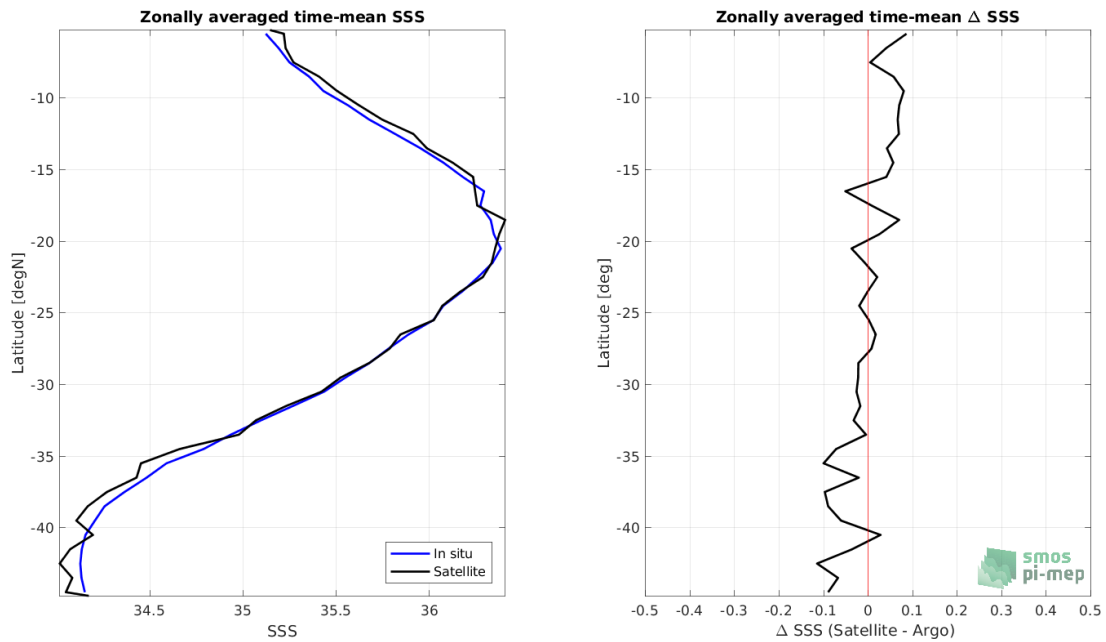 Zonally averaged time-mean SSS
Latitude [degN]
-10
-15
-20
-25
-30
-35
-40
34.5
35
35.5
36
SSS
In situ
Satellite
Zonally averaged time-mean Δ SSS
Latitude [deg]
-10
-15
-20
-25
-30
-35
-40
-0.5
-0.4
-0.3
-0.2
-0.1
0
0.1
0.2
0.3
0.4
0.5
Δ SSS (Satellite - Argo)
smos
pi-mep